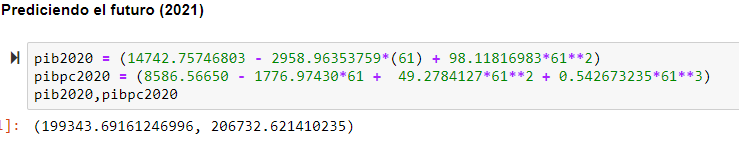 Prediciendo el futuro (2021)
pib2020 = (14742.75746803 - 2958.96353759*(61) + 98.11816983*61**2)
pibpc2020 = (8586.56650 - 1776.97430*61 +  49.2784127*61**2 + 0.542673235*61**3)
pib2020,pibpc2020
]: (199343.69161246996, 206732.621410235)